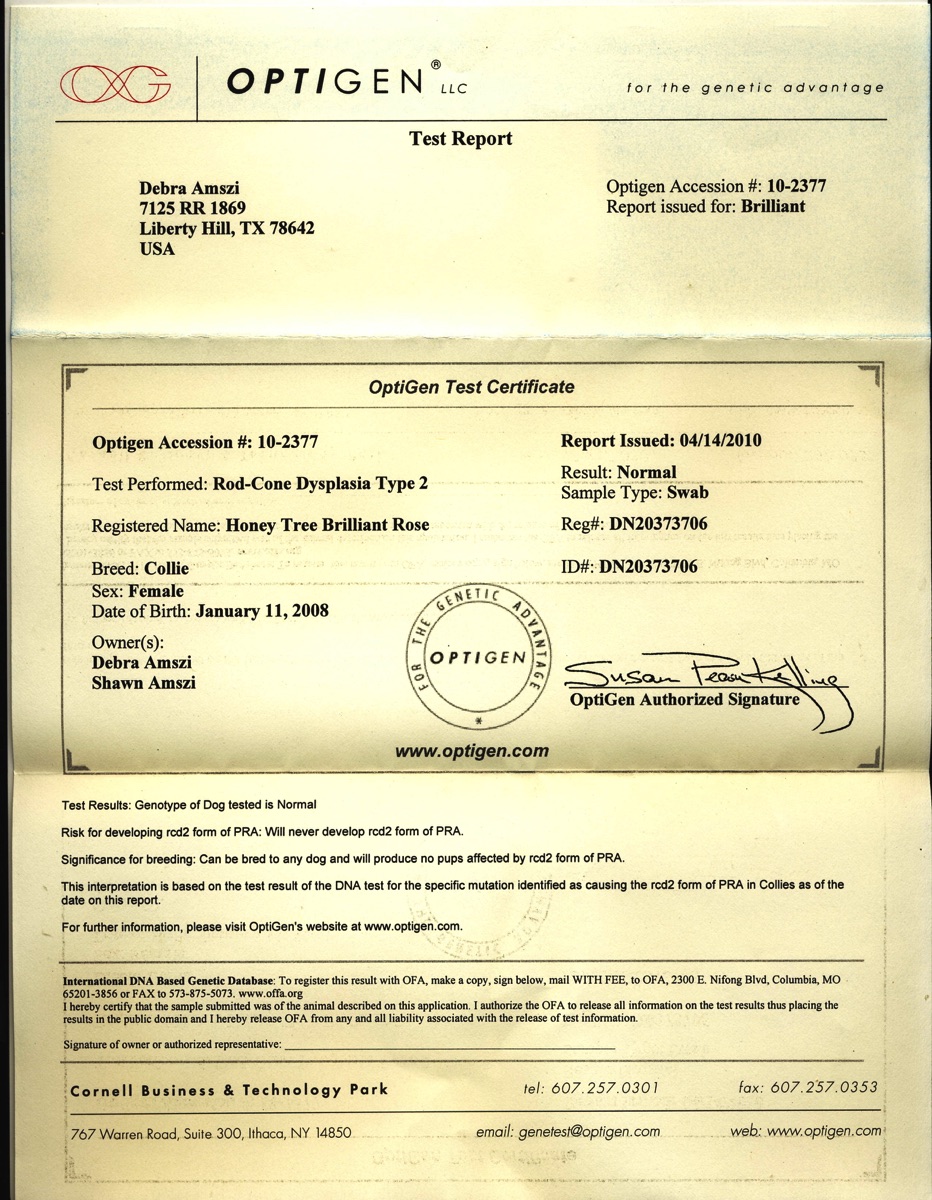 OG OPTIGEN® LLC for the genetic advantage
Test Report
Debra Amszi
7125 RR 1869
Liberty Hill, TX 78642
USA
Optigen Accession #: 10-2377
Report issued for: Brilliant
OptiGen Test Certificate
Optigen Accession #: 10-2377 Report Issued: 04/14/2010
Test Performed: Rod-Cone Dysplasia Type 2 Result: Normal
Sample Type: Swab
Registered Name: Honey Tree Brilliant Rose Reg#: DN20373706
Breed: Collie ID#: DN20373706
Sex: Female
Date of Birth: January 11, 2008
Owner(s):
Debra Amszi
Shawn Amszi
FOR THE GENETIC ADVANTAGE
OPTIGEN
*
Susan Pearce Kelling
OptiGen Authorized Signature
www.optigen.com
Test Results: Genotype of Dog tested is Normal
Risk for developing rcd2 form of PRA: Will never develop rcd2 form of PRA.
Significance for breeding: Can be bred to any dog and will produce no pups affected by rcd2 form of PRA.
This interpretation is based on the test result of the DNA test for the specific mutation identified as causing the rcd2 form of PRA in Collies as of the
date on this report.
For further information, please visit OptiGen's website at www.optigen.com.
International DNA Based Genetic Database: To register this result with OFA, make a copy, sign below, mail WITH FEE, to OFA, 2300 E. Nifong Blvd, Columbia, MO
65201-3856 or FAX to 573-875-5073. www.offa.org
I hereby certify that the sample submitted was of the animal described on this application. I authorize the OFA to release all information on the test results thus placing the
results in the public domain and I hereby release OFA from any and all liability associated with the release of test information.
Signature of owner or authorized representative:
Cornell Business & Technology Park tel: 607.257.0301 fax: 607.257.0353
767 Warren Road, Suite 300, Ithaca, NY 14850 email: genetest@optigen.com web: www.optigen.com